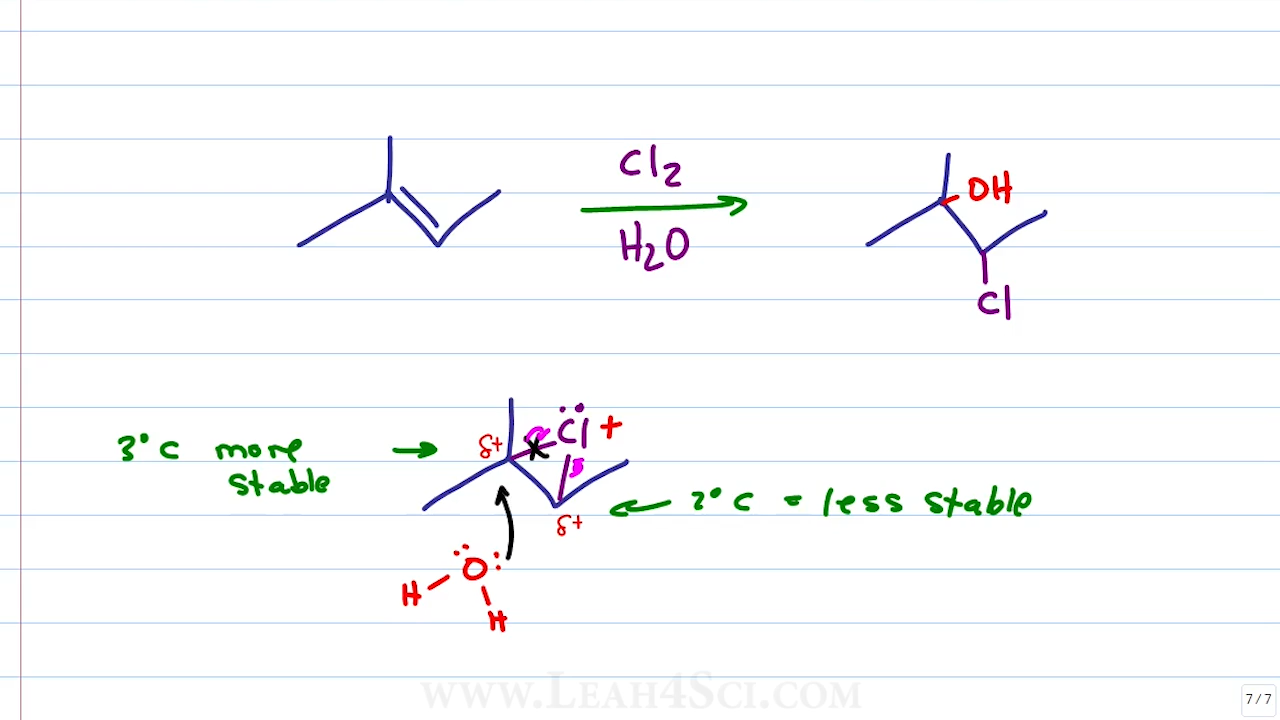 Cl2
H2O
OH
Cl
3° C more stable
δ+
Cl +
2° C = less stable
δ+
O
H
H
www.Leah4Sci.com
7/7